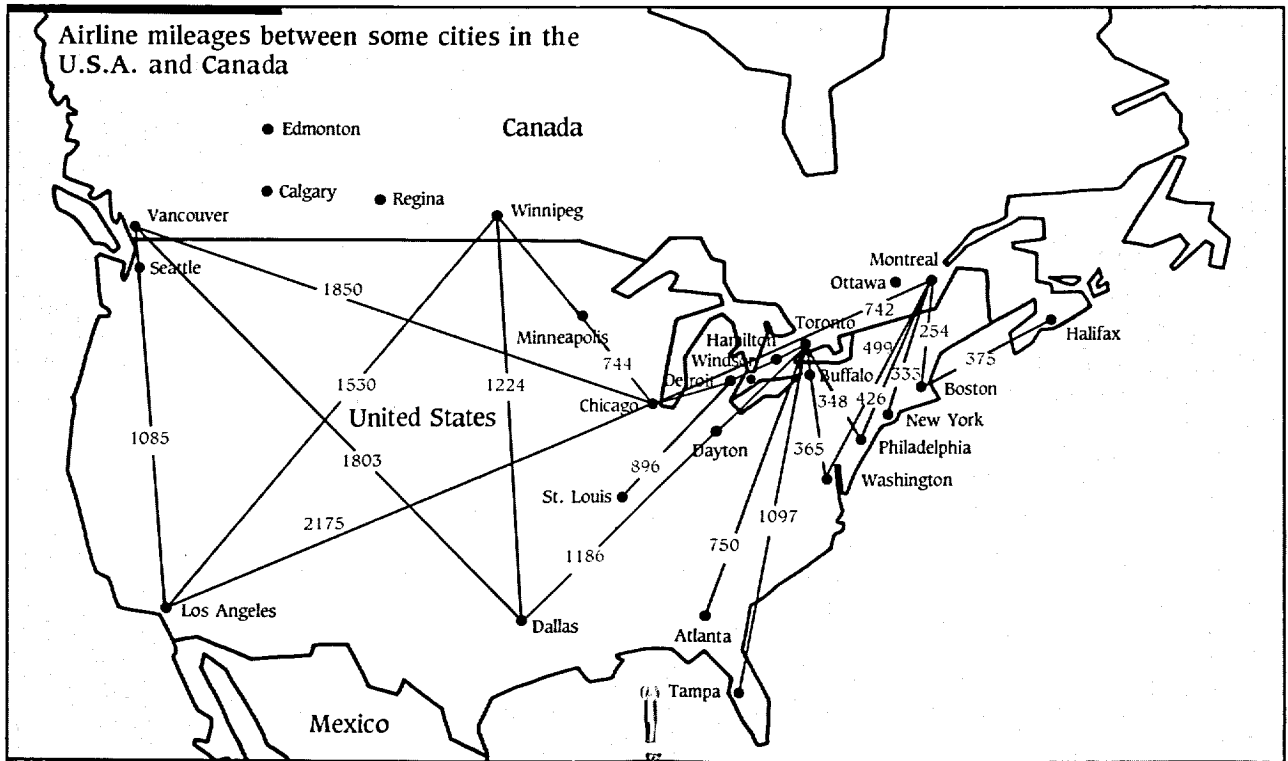 Airline mileages between some cities in the
U.S.A. and Canada
Edmonton
Canada
Calgary
Regina
Winnipeg
Vancouver
Seattle
Montreal
Ottawa
1850
742
Minneapolis
Toronto
Hamilton
254
Halifax
499
375
744
Windsor
1530
1224
Detroit
Buffalo
333
Boston
Chicago
348
426
United States
New York
1085
Dayton
365
Philadelphia
1803
896
St. Louis
Washington
2175
1097
1186
750
Los Angeles
Dallas
Atlanta
Tampa
Mexico